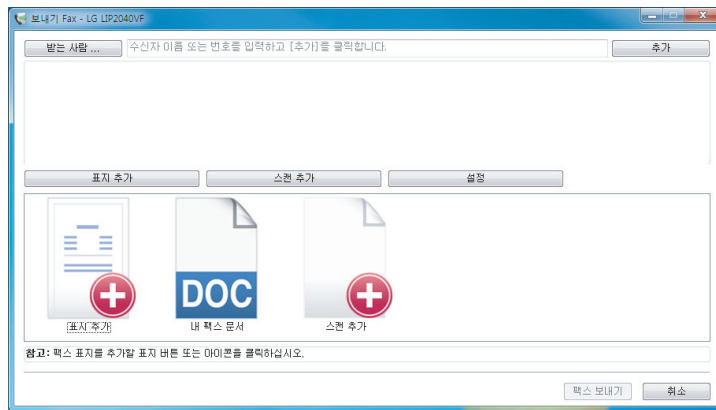 보내기 Fax - LG LIP2040VF
받는 사람 ... 수신자 이름 또는 번호를 입력하고 [추가]를 클릭합니다. 추가
표지 추가 스캔 추가 설정
DOC
표지 추가 내 팩스 문서 스캔 추가
참고: 팩스 표지를 추가할 표지 버튼 또는 아이콘을 클릭하십시오.
팩스 보내기 취소